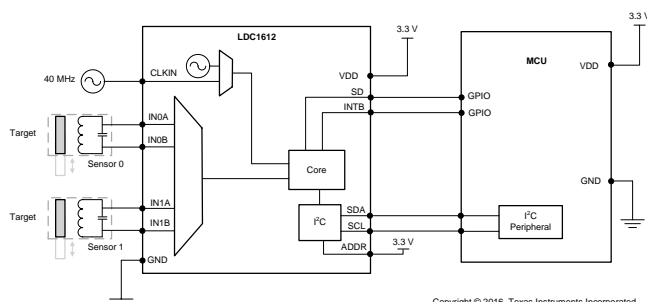 3.3 V
3.3 V
LDC1612
MCU
40 MHz
CLKIN
VDD
VDD
SD
GPIO
INTB
GPIO
Target
IN0A
IN0B
Sensor 0
Core
GND
Target
IN1A
IN1B
Sensor 1
I2C
SDA
SCL
ADDR
3.3 V
I2C
Peripheral
GND
Copyright © 2016, Texas Instruments Incorporated